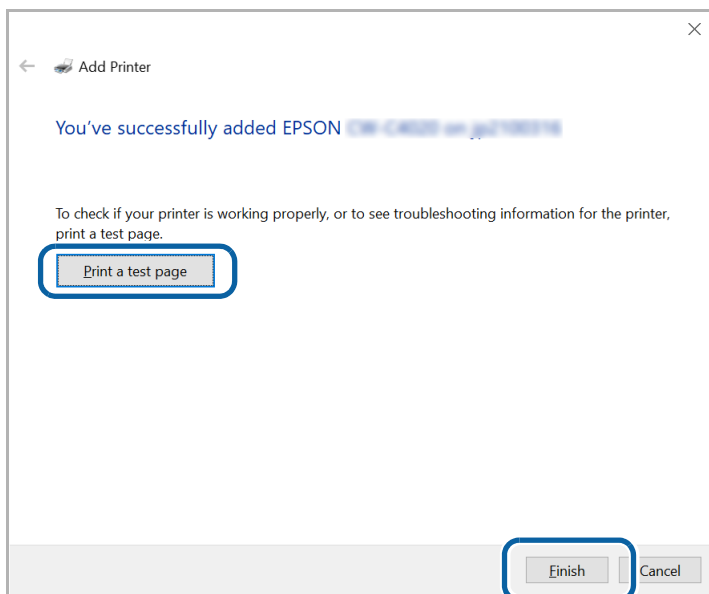 Add Printer
You've successfully added EPSON
To check if your printer is working properly, or to see troubleshooting information for the printer,
print a test page.
Print a test page
Finish
Cancel